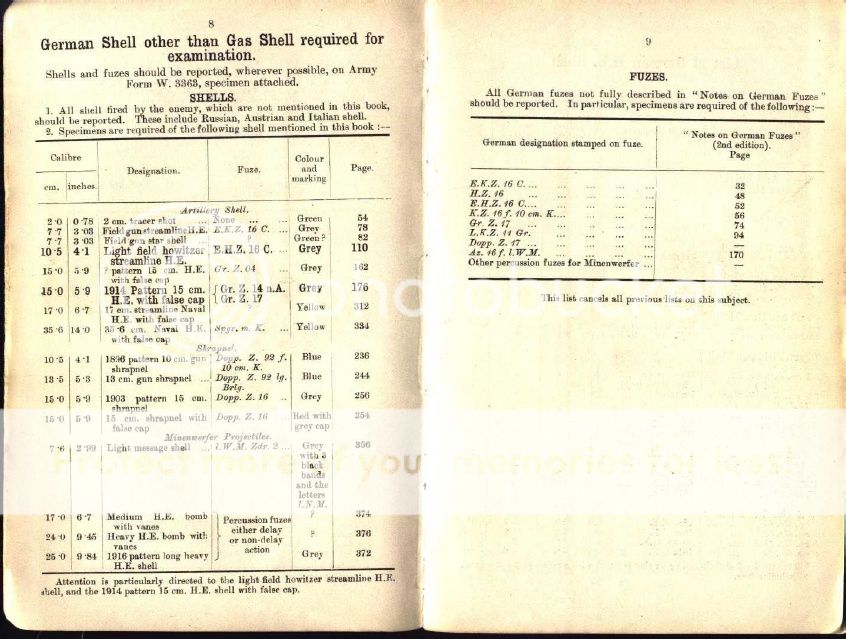 8
German Shell other than Gas Shell required for
examination.
Shells and fuzes should be reported, wherever possible, on Army
Form W. 3363, specimen attached.
SHELLS.
1. All shell fired by the enemy, which are not mentioned in this book,
should be reported. These include Russian, Austrian and Italian shell.
2. Specimens are required of the following shell mentioned in this book :—
Calibre
cm. inches. Designation. Fuze. Colour and marking Page.
Artillery Shell.
2·0 0·78 2 cm. tracer shot ... None ... ... Green 54
7·7 3·03 Field gun streamline H.E. E.K.Z. 16 C. ... Grey 78
7·7 3·03 Field gun star shell ... ? Green ? 82
10·5 4·1 Light field howitzer E.H.Z. 16 C. ... Grey 110
streamline H.E.
15·0 5·9 ? pattern 15 cm. H.E. Gr. Z. 04 ... Grey 162
with false cap
15·0 5·9 1914 Pattern 15 cm. { Gr. Z. 14 n.A. Grey 176
H.E. with false cap { Gr. Z. 17
17·0 6·7 17 cm. streamline Naval Yellow 312
H.E. with false cap
35·6 14·0 35·6 cm. Naval H.E. Spgr. m. K. ... Yellow 334
with false cap
Shrapnel.
10·5 4·1 1896 pattern 10 cm. gun Dopp. Z. 92 f. Blue 236
shrapnel 10 cm. K.
13·5 5·3 13 cm. gun shrapnel ... Dopp. Z. 92 lg. Blue 244
Brlg.
15·0 5·9 1903 pattern 15 cm. Dopp. Z. 16 .. Grey 256
shrapnel
15·0 5·9 15 cm. shrapnel with Dopp. Z. 16 ... Red with 254
false cap grey cap
Minenwerfer Projectiles.
7·6 2·99 Light message shell ... l.W.M. Zdr. 2 ... Grey 356
with 3
black
bands
and the
letters
I.N.M.
17·0 6·7 Medium H.E. bomb } Percussion fuzes ? 374
with vanes either delay
24·0 9·45 Heavy H.E. bomb with or non-delay ? 376
vanes action
25·0 9·84 1916 pattern long heavy } Grey 372
H.E. shell
Attention is particularly directed to the light field howitzer streamline H.E.
shell, and the 1914 pattern 15 cm. H.E. shell with false cap.
9
FUZES.
All German fuzes not fully described in "Notes on German Fuzes"
should be reported. In particular, specimens are required of the following :—
German designation stamped on fuze. "Notes on German Fuzes"
(2nd edition).
Page
E.K.Z. 16 C. ... ... ... ... ... 32
H.Z. 16 ... ... ... ... 48
E.H.Z. 16 C. ... ... ... ... ... 52
K.Z. 16 f. 10 cm. K. ... ... ... ... 56
Gr. Z. 17 ... ... ... ... 74
L.K.Z. 11 Gr. ... ... ... ... 94
Dopp. Z. 17 ... ... ... ... ... —
Az. 16 f. l.W.M. ... ... ... ... 170
Other percussion fuzes for Minenwerfer ... ... —
This list cancels all previous lists on this subject.
photobucket
Protect more of your memories for less!